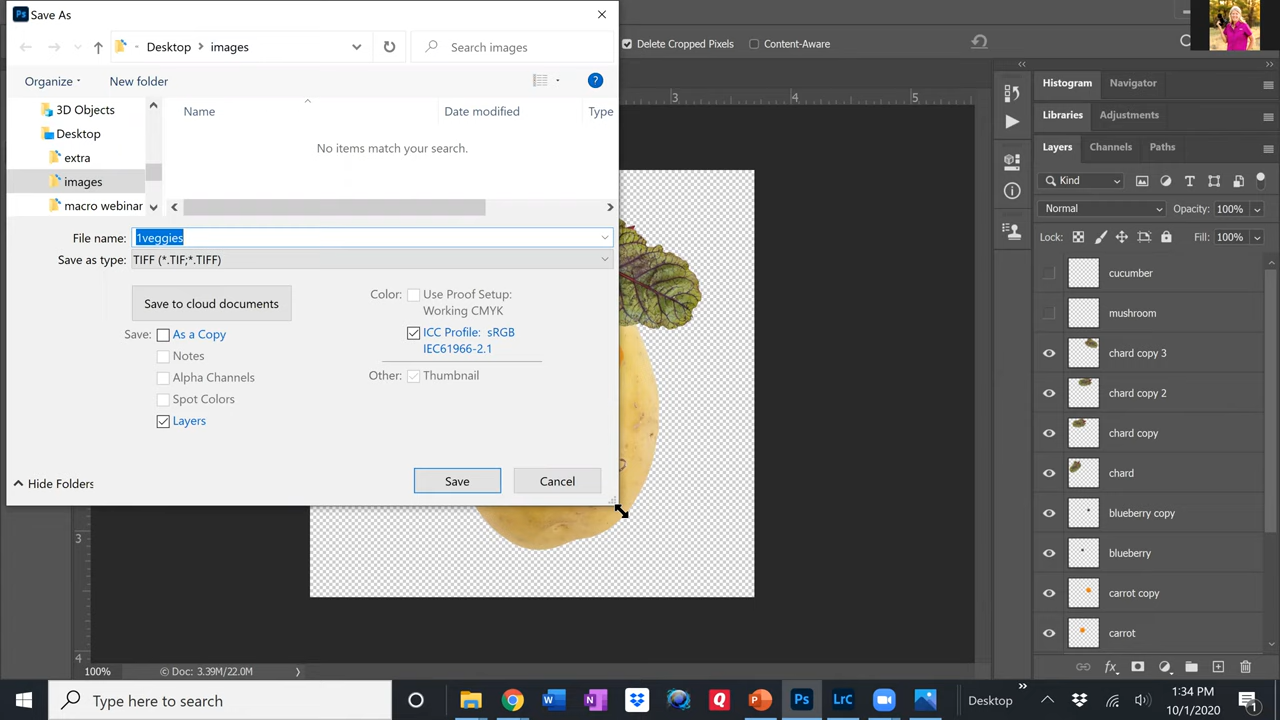 Save As
Desktop > images
Search images
Delete Cropped Pixels
Content-Aware
Organize
New folder
3D Objects
Desktop
extra
images
macro webinar
Name
Date modified
Type
No items match your search.
File name:
1veggies
Save as type:
TIFF (*.TIF;*.TIFF)
Save to cloud documents
Save:
As a Copy
Notes
Alpha Channels
Spot Colors
Layers
Color:
Use Proof Setup:
Working CMYK
ICC Profile: sRGB
IEC61966-2.1
Other:
Thumbnail
Hide Folders
Save
Cancel
3
4
5
3
4
100%
© Doc: 3.39M/22.0M
Histogram
Navigator
Libraries
Adjustments
Layers
Channels
Paths
Kind
Normal
Opacity: 100%
Lock:
Fill: 100%
cucumber
mushroom
chard copy 3
chard copy 2
chard copy
chard
blueberry copy
blueberry
carrot copy
carrot
fx
Type here to search
Desktop
1:34 PM
10/1/2020